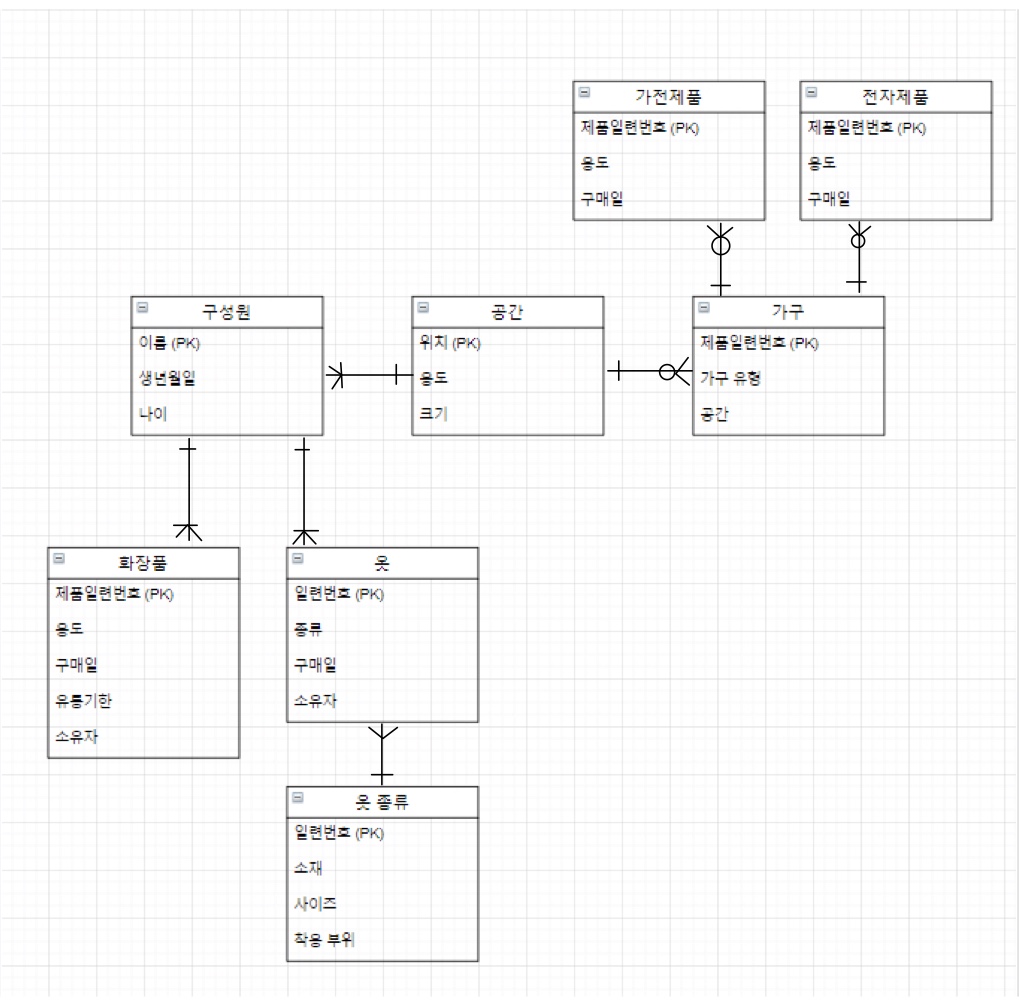 가전제품
제품일련번호 (PK)
용도
구매일
전자제품
제품일련번호 (PK)
용도
구매일
구성원
이름 (PK)
생년월일
나이
공간
위치 (PK)
용도
크기
가구
제품일련번호 (PK)
가구 유형
공간
화장품
제품일련번호 (PK)
용도
구매일
유통기한
소유자
옷
일련번호 (PK)
종류
구매일
소유자
옷 종류
일련번호 (PK)
소재
사이즈
착용 부위